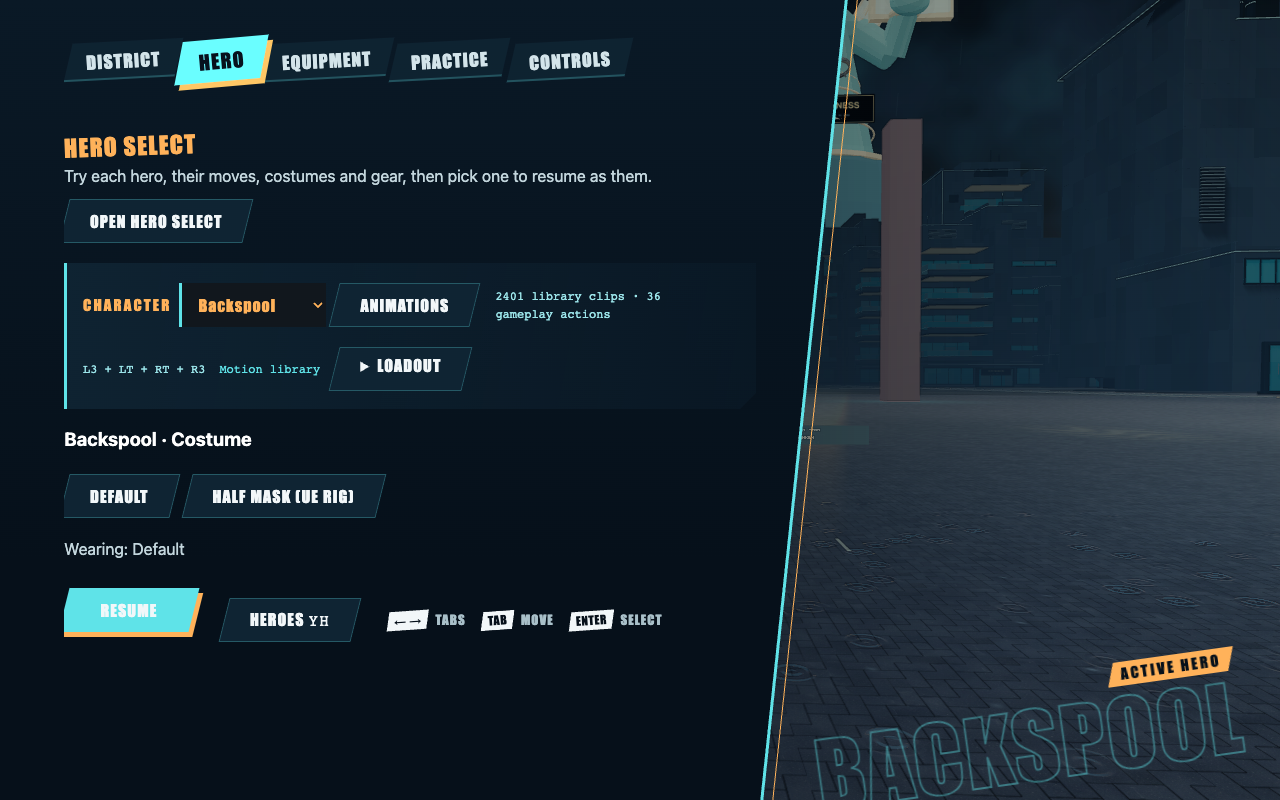 DISTRICT
HERO
EQUIPMENT
PRACTICE
CONTROLS
HERO SELECT
Try each hero, their moves, costumes and gear, then pick one to resume as them.
OPEN HERO SELECT
CHARACTER
Backspool
ANIMATIONS
2401 library clips · 36
gameplay actions
L3 + LT + RT + R3 Motion library
▶ LOADOUT
Backspool · Costume
DEFAULT
HALF MASK (UE RIG)
Wearing: Default
RESUME
HEROES YH
←→ TABS
TAB MOVE
ENTER SELECT
NESS
ACTIVE HERO
BACKSPOOL